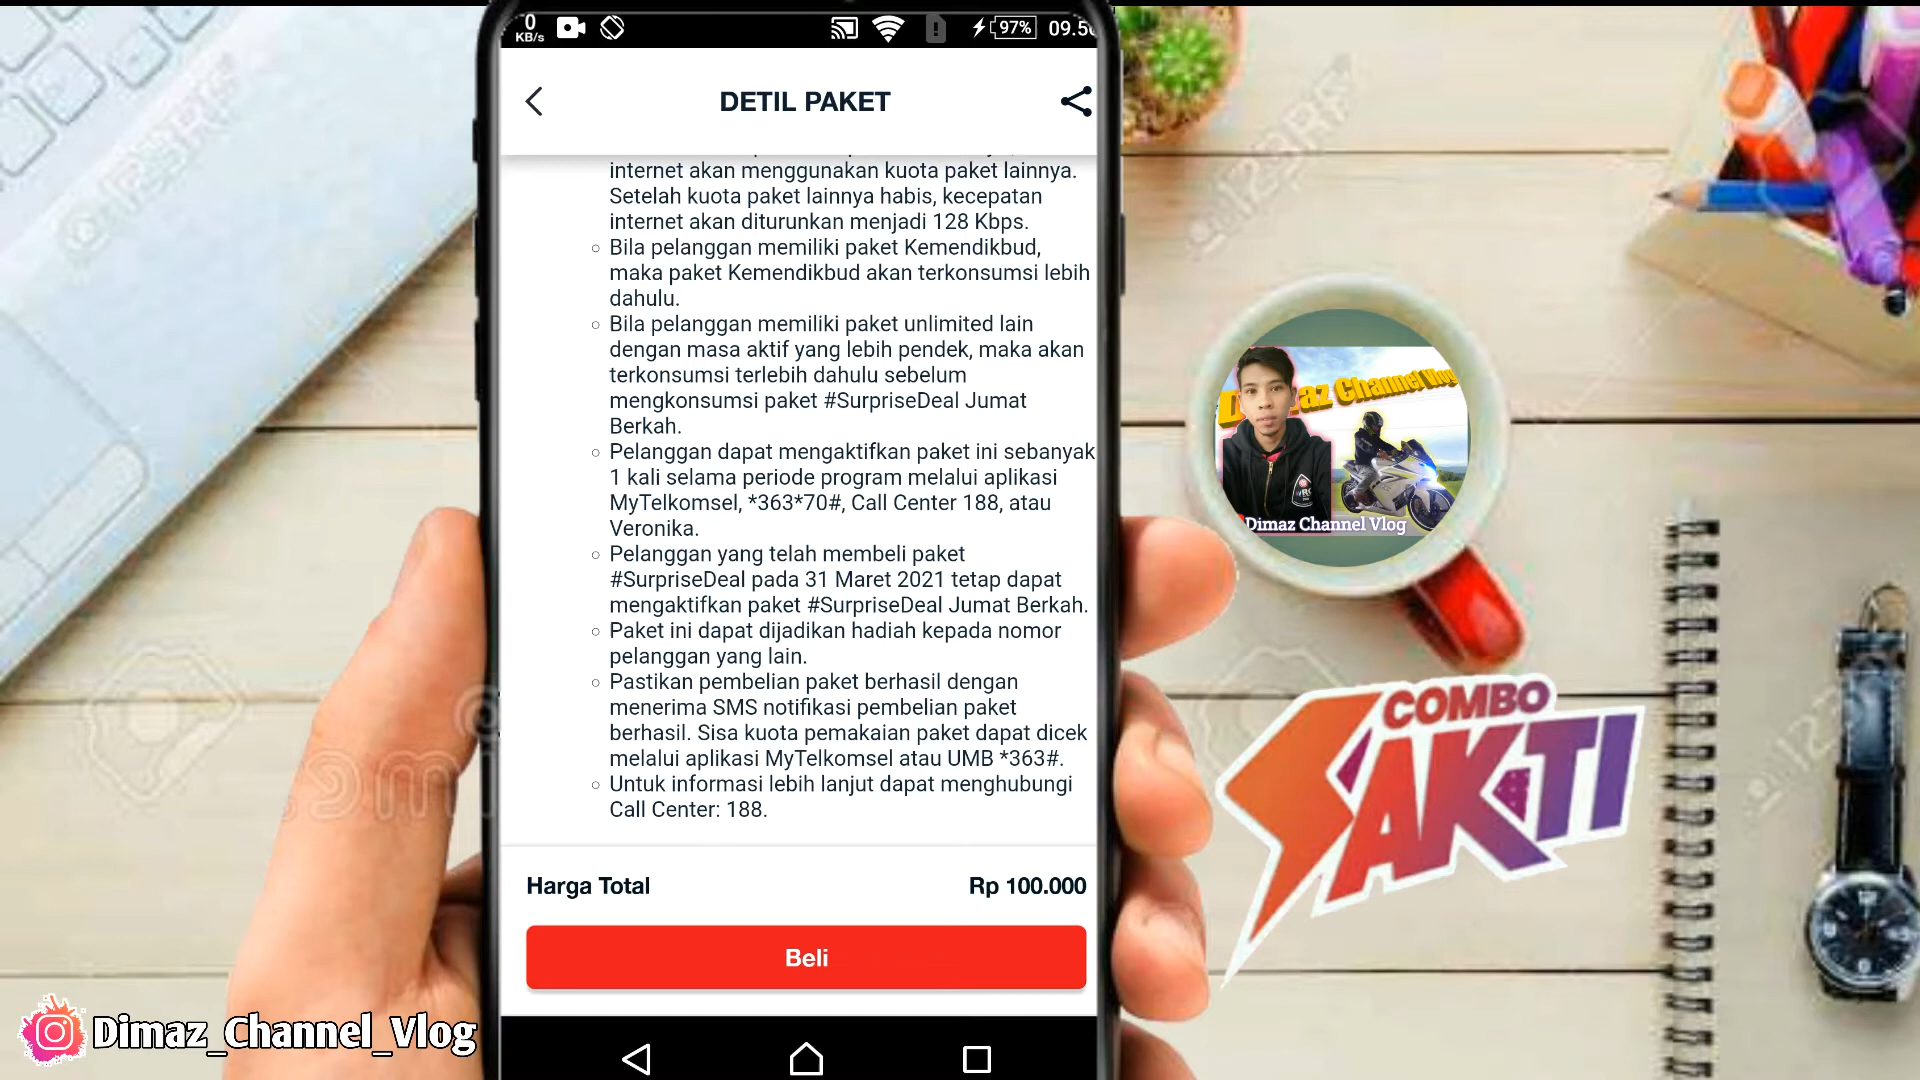 0
KB/s
97%
09.50
DETIL PAKET
internet akan menggunakan kuota paket lainnya.
Setelah kuota paket lainnya habis, kecepatan
internet akan diturunkan menjadi 128 Kbps.
Bila pelanggan memiliki paket Kemendikbud,
maka paket Kemendikbud akan terkonsumsi lebih
dahulu.
Bila pelanggan memiliki paket unlimited lain
dengan masa aktif yang lebih pendek, maka akan
terkonsumsi terlebih dahulu sebelum
mengkonsumsi paket #SurpriseDeal Jumat
Berkah.
Pelanggan dapat mengaktifkan paket ini sebanyak
1 kali selama periode program melalui aplikasi
MyTelkomsel, *363*70#, Call Center 188, atau
Veronika.
Pelanggan yang telah membeli paket
#SurpriseDeal pada 31 Maret 2021 tetap dapat
mengaktifkan paket #SurpriseDeal Jumat Berkah.
Paket ini dapat dijadikan hadiah kepada nomor
pelanggan yang lain.
Pastikan pembelian paket berhasil dengan
menerima SMS notifikasi pembelian paket
berhasil. Sisa kuota pemakaian paket dapat dicek
melalui aplikasi MyTelkomsel atau UMB *363#.
Untuk informasi lebih lanjut dapat menghubungi
Call Center: 188.
Harga Total
Rp 100.000
Beli
Dimaz_Channel_Vlog
Channel Vlog
Dimaz Channel Vlog
COMBO
SAKTI
123RF